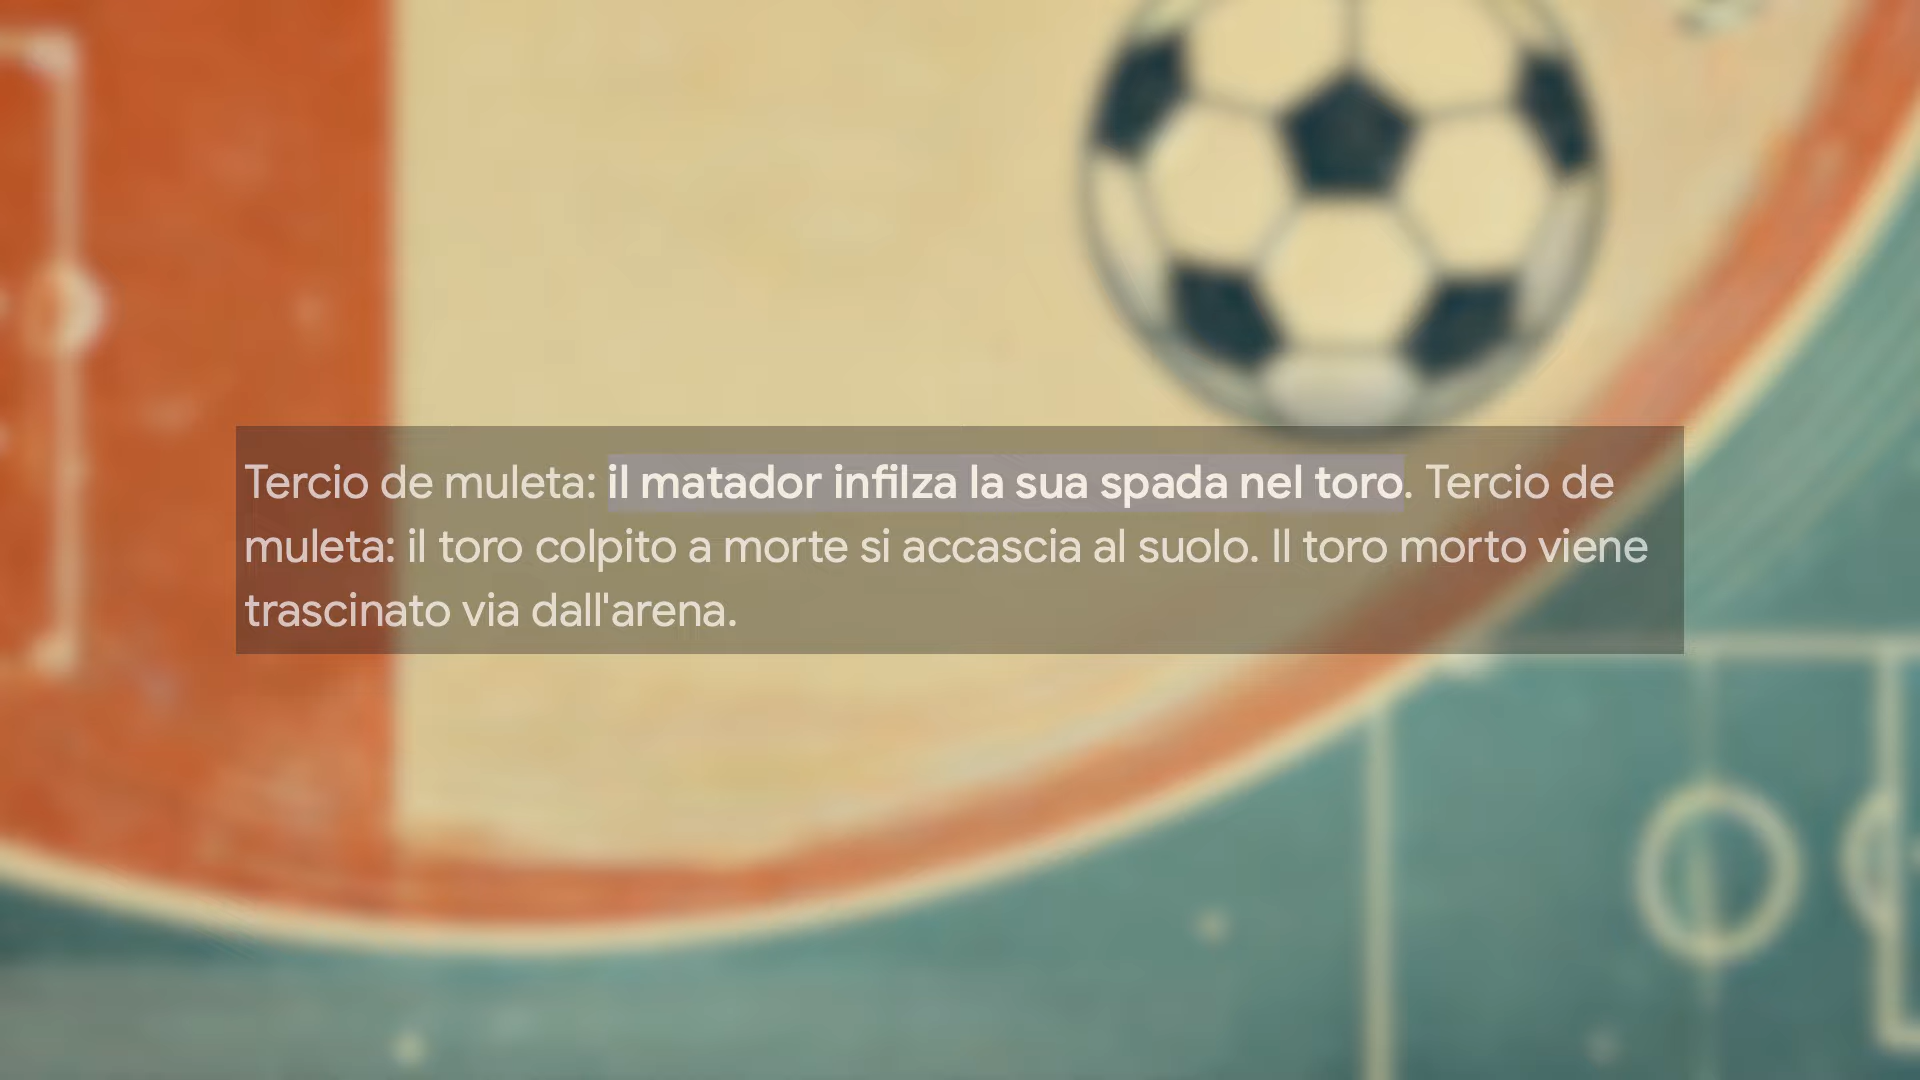 Tercio de muleta: il matador infilza la sua spada nel toro. Tercio de
muleta: il toro colpito a morte si accascia al suolo. Il toro morto viene
trascinato via dall'arena.